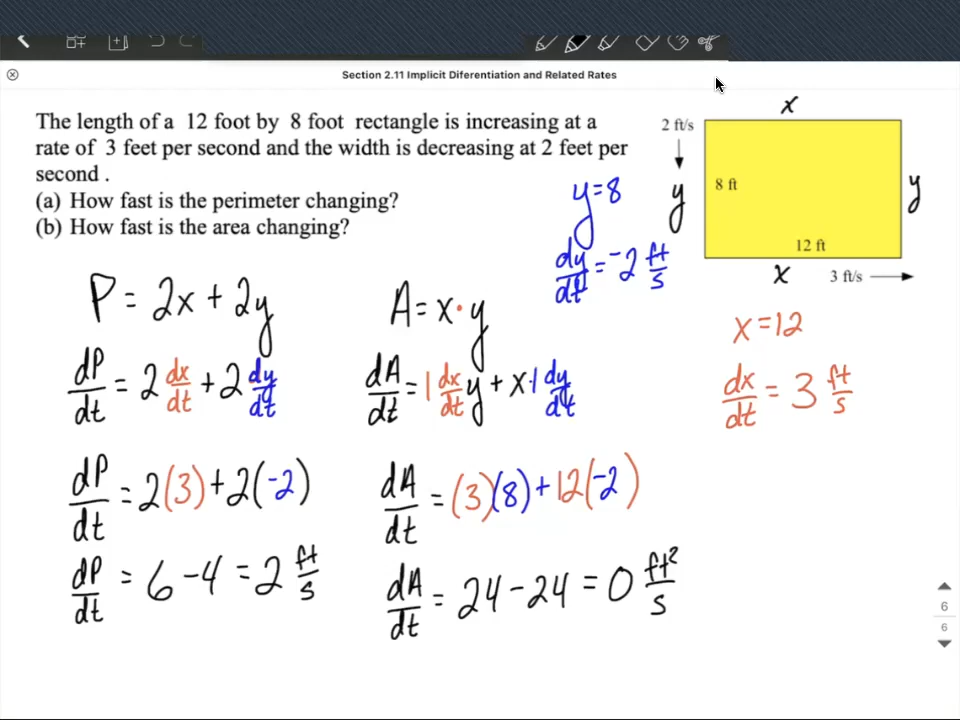 Section 2.11 Implicit Diferentiation and Related Rates
The length of a 12 foot by 8 foot rectangle is increasing at a
rate of 3 feet per second and the width is decreasing at 2 feet per
second .
(a) How fast is the perimeter changing?
(b) How fast is the area changing?
x
2 ft/s
y
8 ft
y
12 ft
x
3 ft/s
y=8
dy/dt = -2 ft/s
x=12
dx/dt = 3 ft/s
P = 2x + 2y
dP/dt = 2 dx/dt + 2 dy/dt
dP/dt = 2(3) + 2(-2)
dP/dt = 6 - 4 = 2 ft/s
A = x · y
dA/dt = 1 dx/dt y + x · 1 dy/dt
dA/dt = (3)(8) + 12(-2)
dA/dt = 24 - 24 = 0 ft²/s
6
6